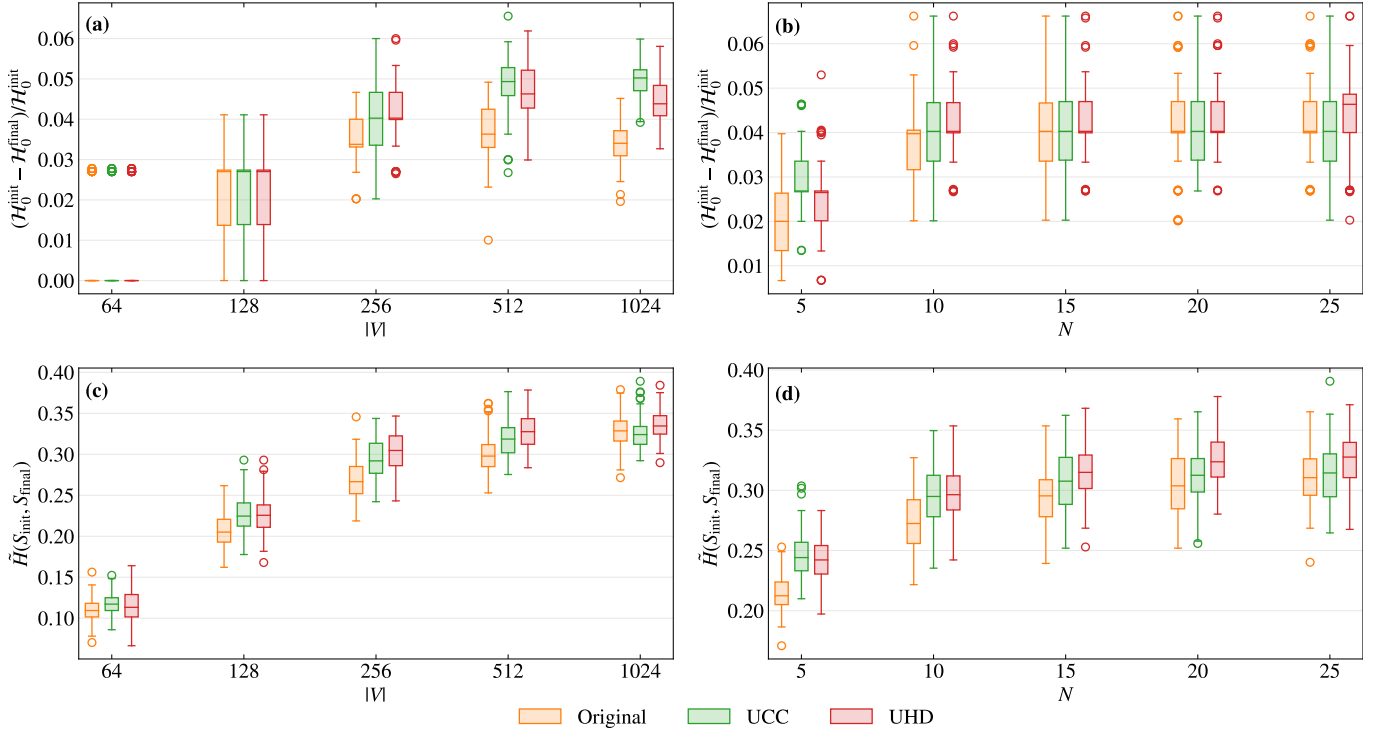 (a)
(ℋ₀^init − ℋ₀^final)/ℋ₀^init
0.06
0.05
0.04
0.03
0.02
0.01
0.00
64 128 256 512 1024
|V|
(b)
(ℋ₀^init − ℋ₀^final)/ℋ₀^init
0.06
0.05
0.04
0.03
0.02
0.01
5 10 15 20 25
N
(c)
H̃(S_init, S_final)
0.40
0.35
0.30
0.25
0.20
0.15
0.10
64 128 256 512 1024
|V|
(d)
H̃(S_init, S_final)
0.40
0.35
0.30
0.25
0.20
5 10 15 20 25
N
Original UCC UHD